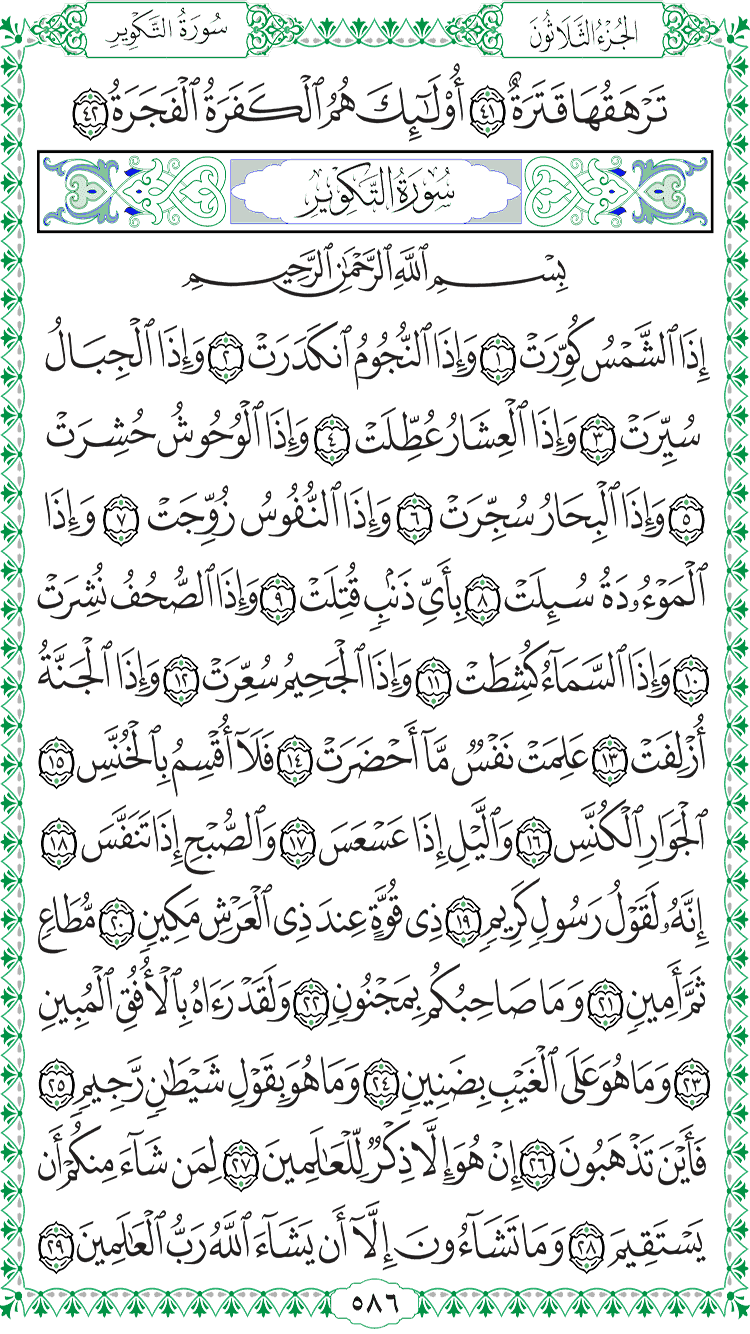 الجُزْءُ الثَّلَاثُونَ
سُورَةُ التَّكْوِيرِ
تَرْهَقُهَا قَتَرَةٌ ٤١ أُوْلَٰٓئِكَ هُمُ ٱلْكَفَرَةُ ٱلْفَجَرَةُ ٤٢
سُورَةُ التَّكْوِيرِ
بِسْمِ ٱللَّهِ ٱلرَّحْمَٰنِ ٱلرَّحِيمِ
إِذَا ٱلشَّمْسُ كُوِّرَتْ ١ وَإِذَا ٱلنُّجُومُ ٱنكَدَرَتْ ٢ وَإِذَا ٱلْجِبَالُ
سُيِّرَتْ ٣ وَإِذَا ٱلْعِشَارُ عُطِّلَتْ ٤ وَإِذَا ٱلْوُحُوشُ حُشِرَتْ
٥ وَإِذَا ٱلْبِحَارُ سُجِّرَتْ ٦ وَإِذَا ٱلنُّفُوسُ زُوِّجَتْ ٧ وَإِذَا
ٱلْمَوْءُۥدَةُ سُئِلَتْ ٨ بِأَيِّ ذَنۢبٍ قُتِلَتْ ٩ وَإِذَا ٱلصُّحُفُ نُشِرَتْ
١٠ وَإِذَا ٱلسَّمَآءُ كُشِطَتْ ١١ وَإِذَا ٱلْجَحِيمُ سُعِّرَتْ ١٢ وَإِذَا ٱلْجَنَّةُ
أُزْلِفَتْ ١٣ عَلِمَتْ نَفْسٌ مَّآ أَحْضَرَتْ ١٤ فَلَآ أُقْسِمُ بِٱلْخُنَّسِ ١٥
ٱلْجَوَارِ ٱلْكُنَّسِ ١٦ وَٱلَّيْلِ إِذَا عَسْعَسَ ١٧ وَٱلصُّبْحِ إِذَا تَنَفَّسَ ١٨
إِنَّهُۥ لَقَوْلُ رَسُولٍ كَرِيمٍ ١٩ ذِى قُوَّةٍ عِندَ ذِى ٱلْعَرْشِ مَكِينٍ ٢٠ مُّطَاعٍ
ثَمَّ أَمِينٍ ٢١ وَمَا صَاحِبُكُم بِمَجْنُونٍ ٢٢ وَلَقَدْ رَءَاهُ بِٱلْأُفُقِ ٱلْمُبِينِ
٢٣ وَمَا هُوَ عَلَى ٱلْغَيْبِ بِضَنِينٍ ٢٤ وَمَا هُوَ بِقَوْلِ شَيْطَٰنٍ رَّجِيمٍ ٢٥
فَأَيْنَ تَذْهَبُونَ ٢٦ إِنْ هُوَ إِلَّا ذِكْرٌ لِّلْعَٰلَمِينَ ٢٧ لِمَن شَآءَ مِنكُمْ أَن
يَسْتَقِيمَ ٢٨ وَمَا تَشَآءُونَ إِلَّآ أَن يَشَآءَ ٱللَّهُ رَبُّ ٱلْعَٰلَمِينَ ٢٩
٥٨٦